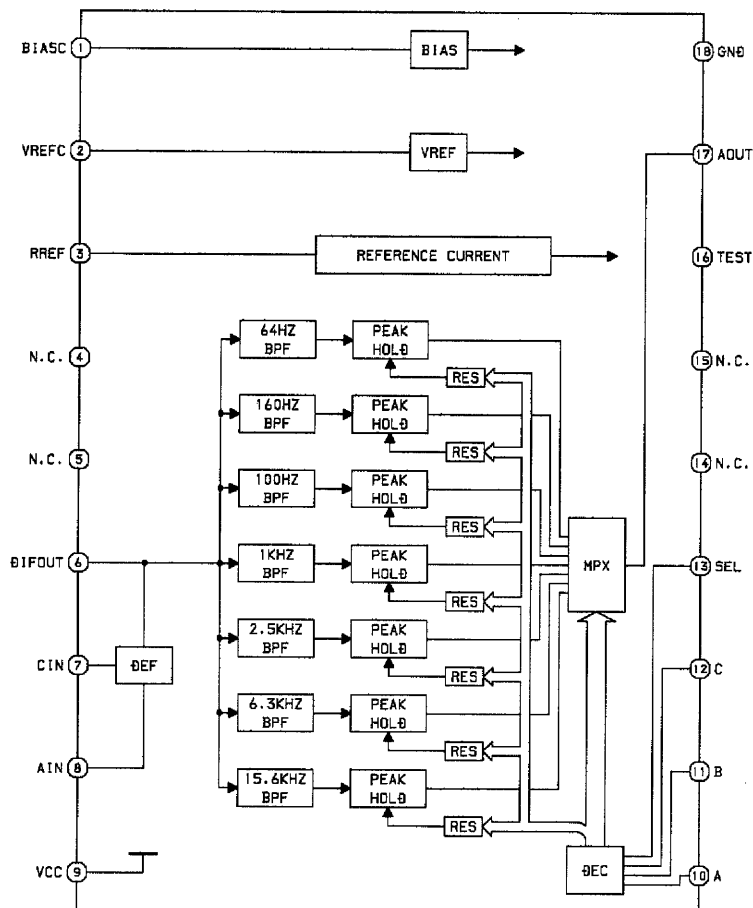 BIASC 1 BIAS 18 GND
VREFC 2 VREF 17 AOUT
RREF 3 REFERENCE CURRENT 16 TEST
64HZ BPF PEAK HOLD
N.C. 4 15 N.C.
RES
160HZ BPF PEAK HOLD
RES
N.C. 5 14 N.C.
100HZ BPF PEAK HOLD
RES
DIFOUT 6 1KHZ BPF PEAK HOLD MPX 13 SEL
RES
2.5KHZ BPF PEAK HOLD
CIN 7 DEF RES 12 C
6.3KHZ BPF PEAK HOLD
RES
AIN 8 11 B
15.6KHZ BPF PEAK HOLD
RES
VCC 9 DEC 10 A